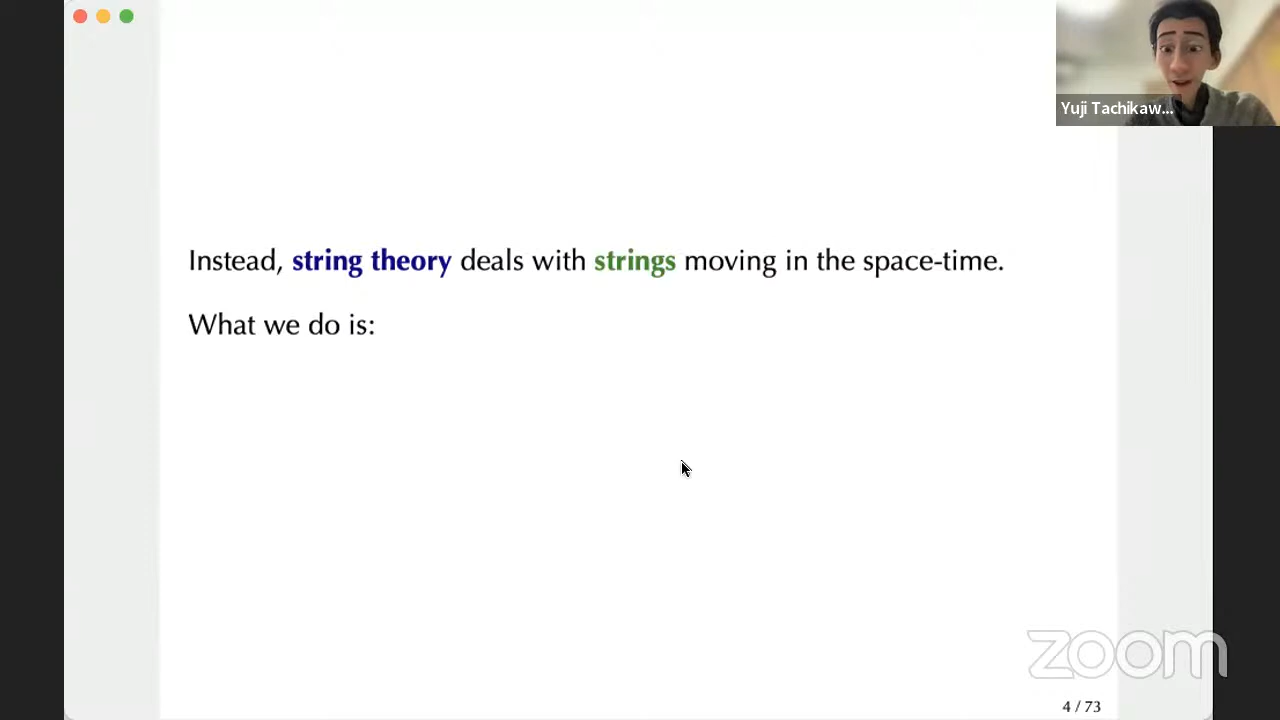 Yuji Tachikaw...
Instead, string theory deals with strings moving in the space-time.
What we do is:
zoom
4 / 73